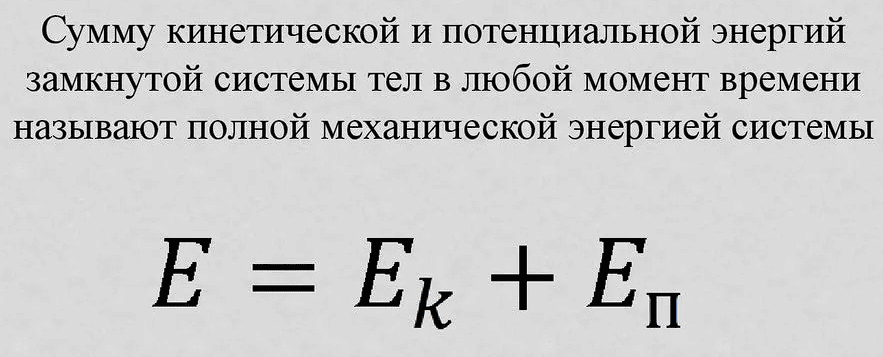 Сумму кинетической и потенциальной энергий
замкнутой системы тел в любой момент времени
называют полной механической энергией системы
E = Eₖ + Eп